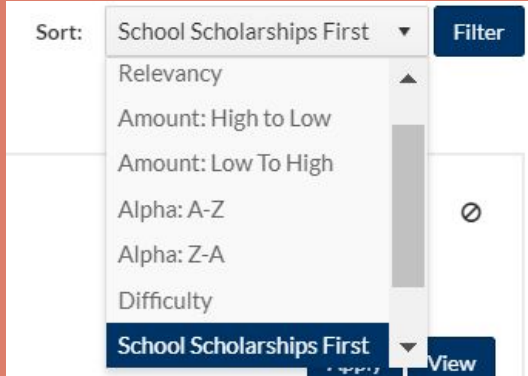 Sort: School Scholarships First Filter
Relevancy
Amount: High to Low
Amount: Low To High
Alpha: A-Z
Alpha: Z-A
Difficulty
School Scholarships First
Apply View